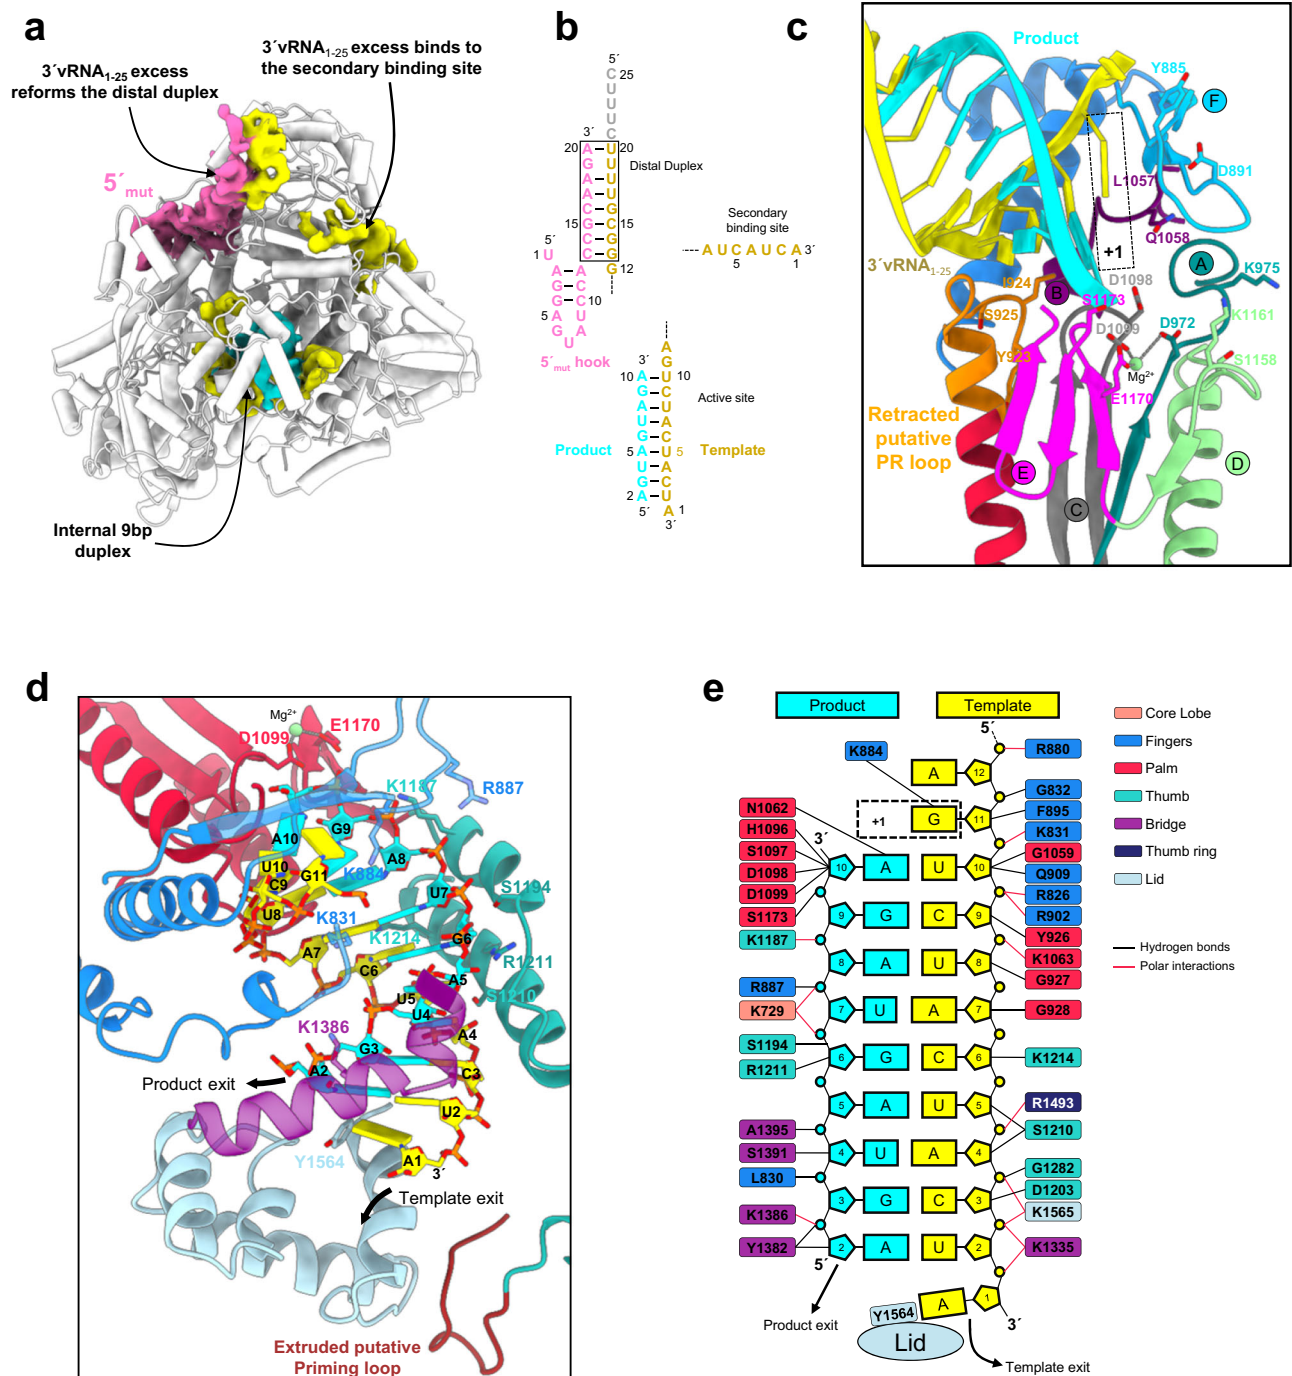 a
3´vRNA1-25 excess
reforms the distal duplex
3´vRNA1-25 excess binds to
the secondary binding site
5´mut
Internal 9bp
duplex
b
5´
C 25
U
U
U
C
3´
20 A U 20
G U
A U
A U
C G
15 G C 15
C G
C G
G 12
Distal Duplex
5´
1 U
A
G
G
5 A
G
U
A
C
C 10
U
A
5´mut hook
Secondary
binding site
A U C A U C A 3´
5 1
A
3´ G
10 A U 10
G C
A U
U A
G C
5 A U 5
U A
G C
2 A U
5´ A 1
3´
Active site
Product
Template
c
Product
Y885
F
D891
L1057
Q1058
+1
3´vRNA1-25
A
K975
I924
B
D1098
S1173
S925
D1099
D972
K1161
Y923
Mg2+
S1158
E1170
Retracted
putative
PR loop
E
D
C
d
Mg2+
E1170
D1099
K1187
R887
A10
G9
A8
U10
C9
G11
K884
U7
S1194
U8
K831
K1214
G6
A7
R1211
C6
A5
S1210
U5
U4
K1386
A4
G3
A2
C3
Product exit
U2
Y1564
A1
3´
Template exit
Extruded putative
Priming loop
e
Product
Template
5´
K884
R880
A 12
G832
N1062
+1
G 11
F895
H1096
3´
K831
S1097
G1059
D1098
10 A U 10
Q909
D1099
R826
S1173
9 G C 9
R902
K1187
Y926
8 A U 8
K1063
R887
G927
K729
7 U A 7
G928
S1194
R1211
6 G C 6
K1214
5 A U 5
R1493
A1395
S1210
S1391
4 U A 4
L830
G1282
3 G C 3
D1203
K1386
K1565
Y1382
2 A U 2
K1335
5´
Y1564
A 1
3´
Product exit
Lid
Template exit
Core Lobe
Fingers
Palm
Thumb
Bridge
Thumb ring
Lid
Hydrogen bonds
Polar interactions